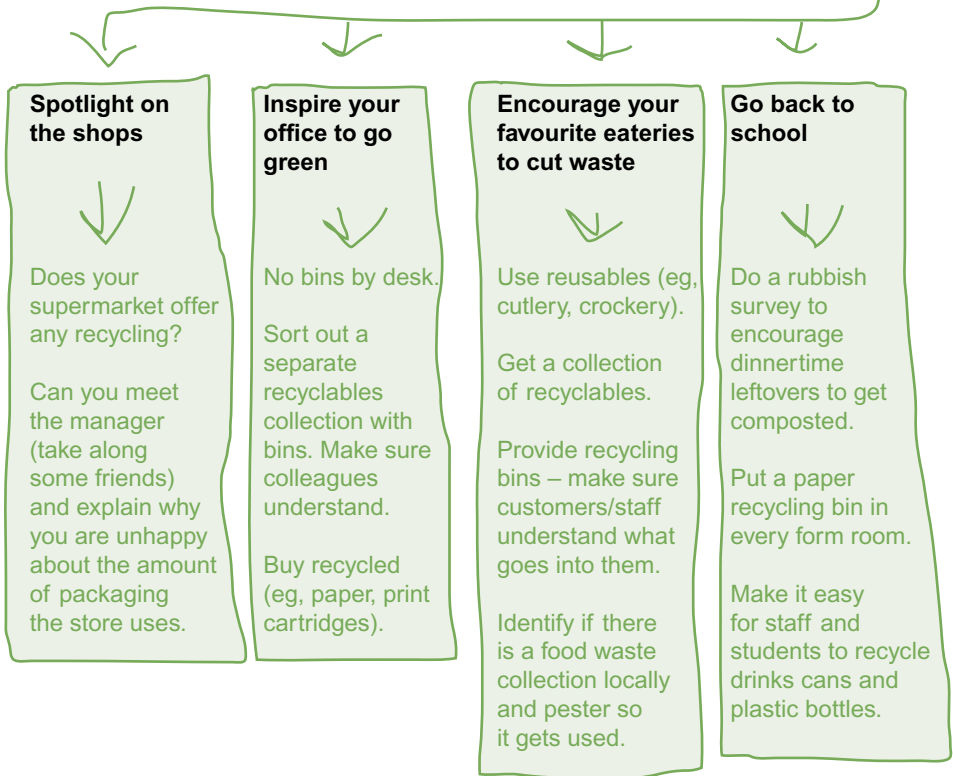 Spotlight on
the shops
Does your
supermarket offer
any recycling?
Can you meet
the manager
(take along
some friends)
and explain why
you are unhappy
about the amount
of packaging
the store uses.
Inspire your
office to go
green
No bins by desk.
Sort out a
separate
recyclables
collection with
bins. Make sure
colleagues
understand.
Buy recycled
(eg, paper, print
cartridges).
Encourage your
favourite eateries
to cut waste
Use reusables (eg,
cutlery, crockery).
Get a collection
of recyclables.
Provide recycling
bins – make sure
customers/staff
understand what
goes into them.
Identify if there
is a food waste
collection locally
and pester so
it gets used.
Go back to
school
Do a rubbish
survey to
encourage
dinnertime
leftovers to get
composted.
Put a paper
recycling bin in
every form room.
Make it easy
for staff and
students to recycle
drinks cans and
plastic bottles.